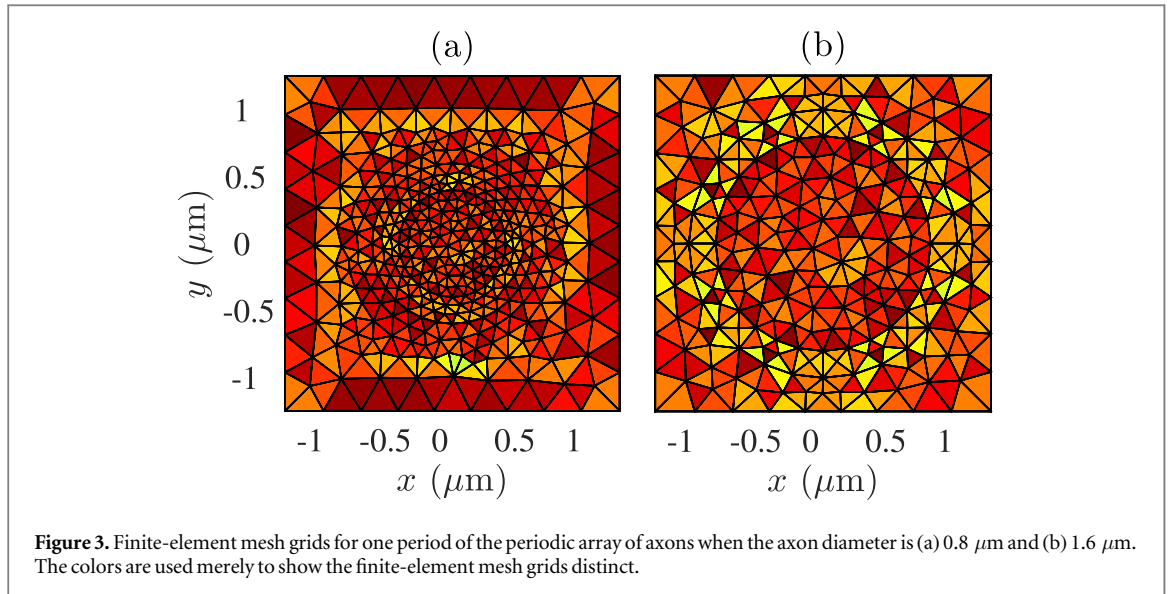 (a) (b)
1
0.5
0
-0.5
-1
y (μm)
-1 -0.5 0 0.5 1 -1 -0.5 0 0.5 1
x (μm) x (μm)
Figure 3. Finite-element mesh grids for one period of the periodic array of axons when the axon diameter is (a) 0.8 μm and (b) 1.6 μm.
The colors are used merely to show the finite-element mesh grids distinct.